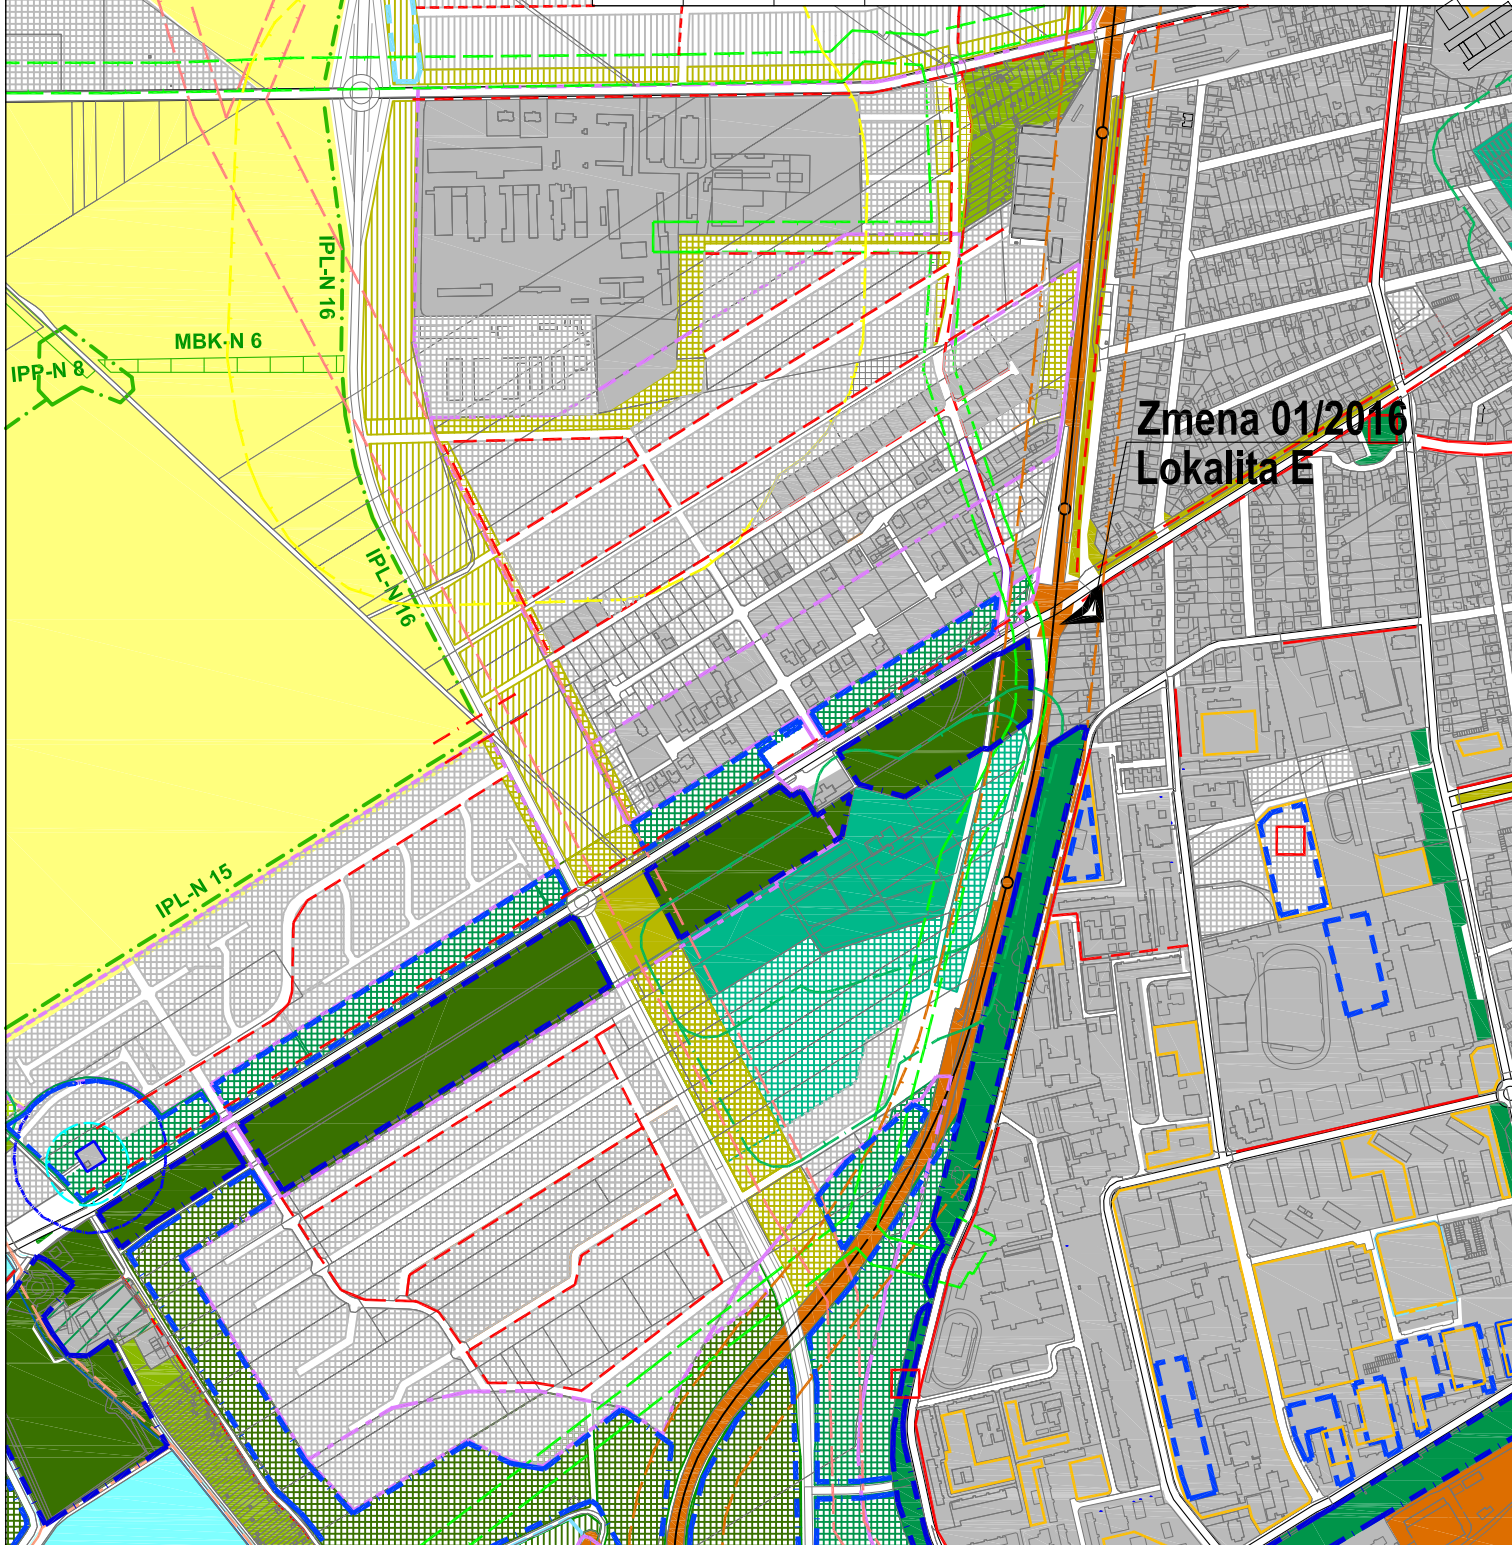 IPL-N 16
MBK-N 6
IPP-N 8
Zmena 01/2016
Lokalita E
IPL-N 16
IPL-N 15